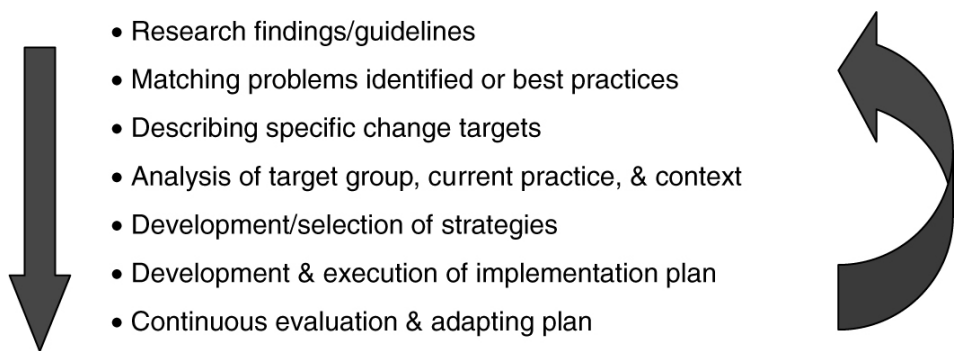 • Research findings/guidelines
• Matching problems identified or best practices
• Describing specific change targets
• Analysis of target group, current practice, & context
• Development/selection of strategies
• Development & execution of implementation plan
• Continuous evaluation & adapting plan